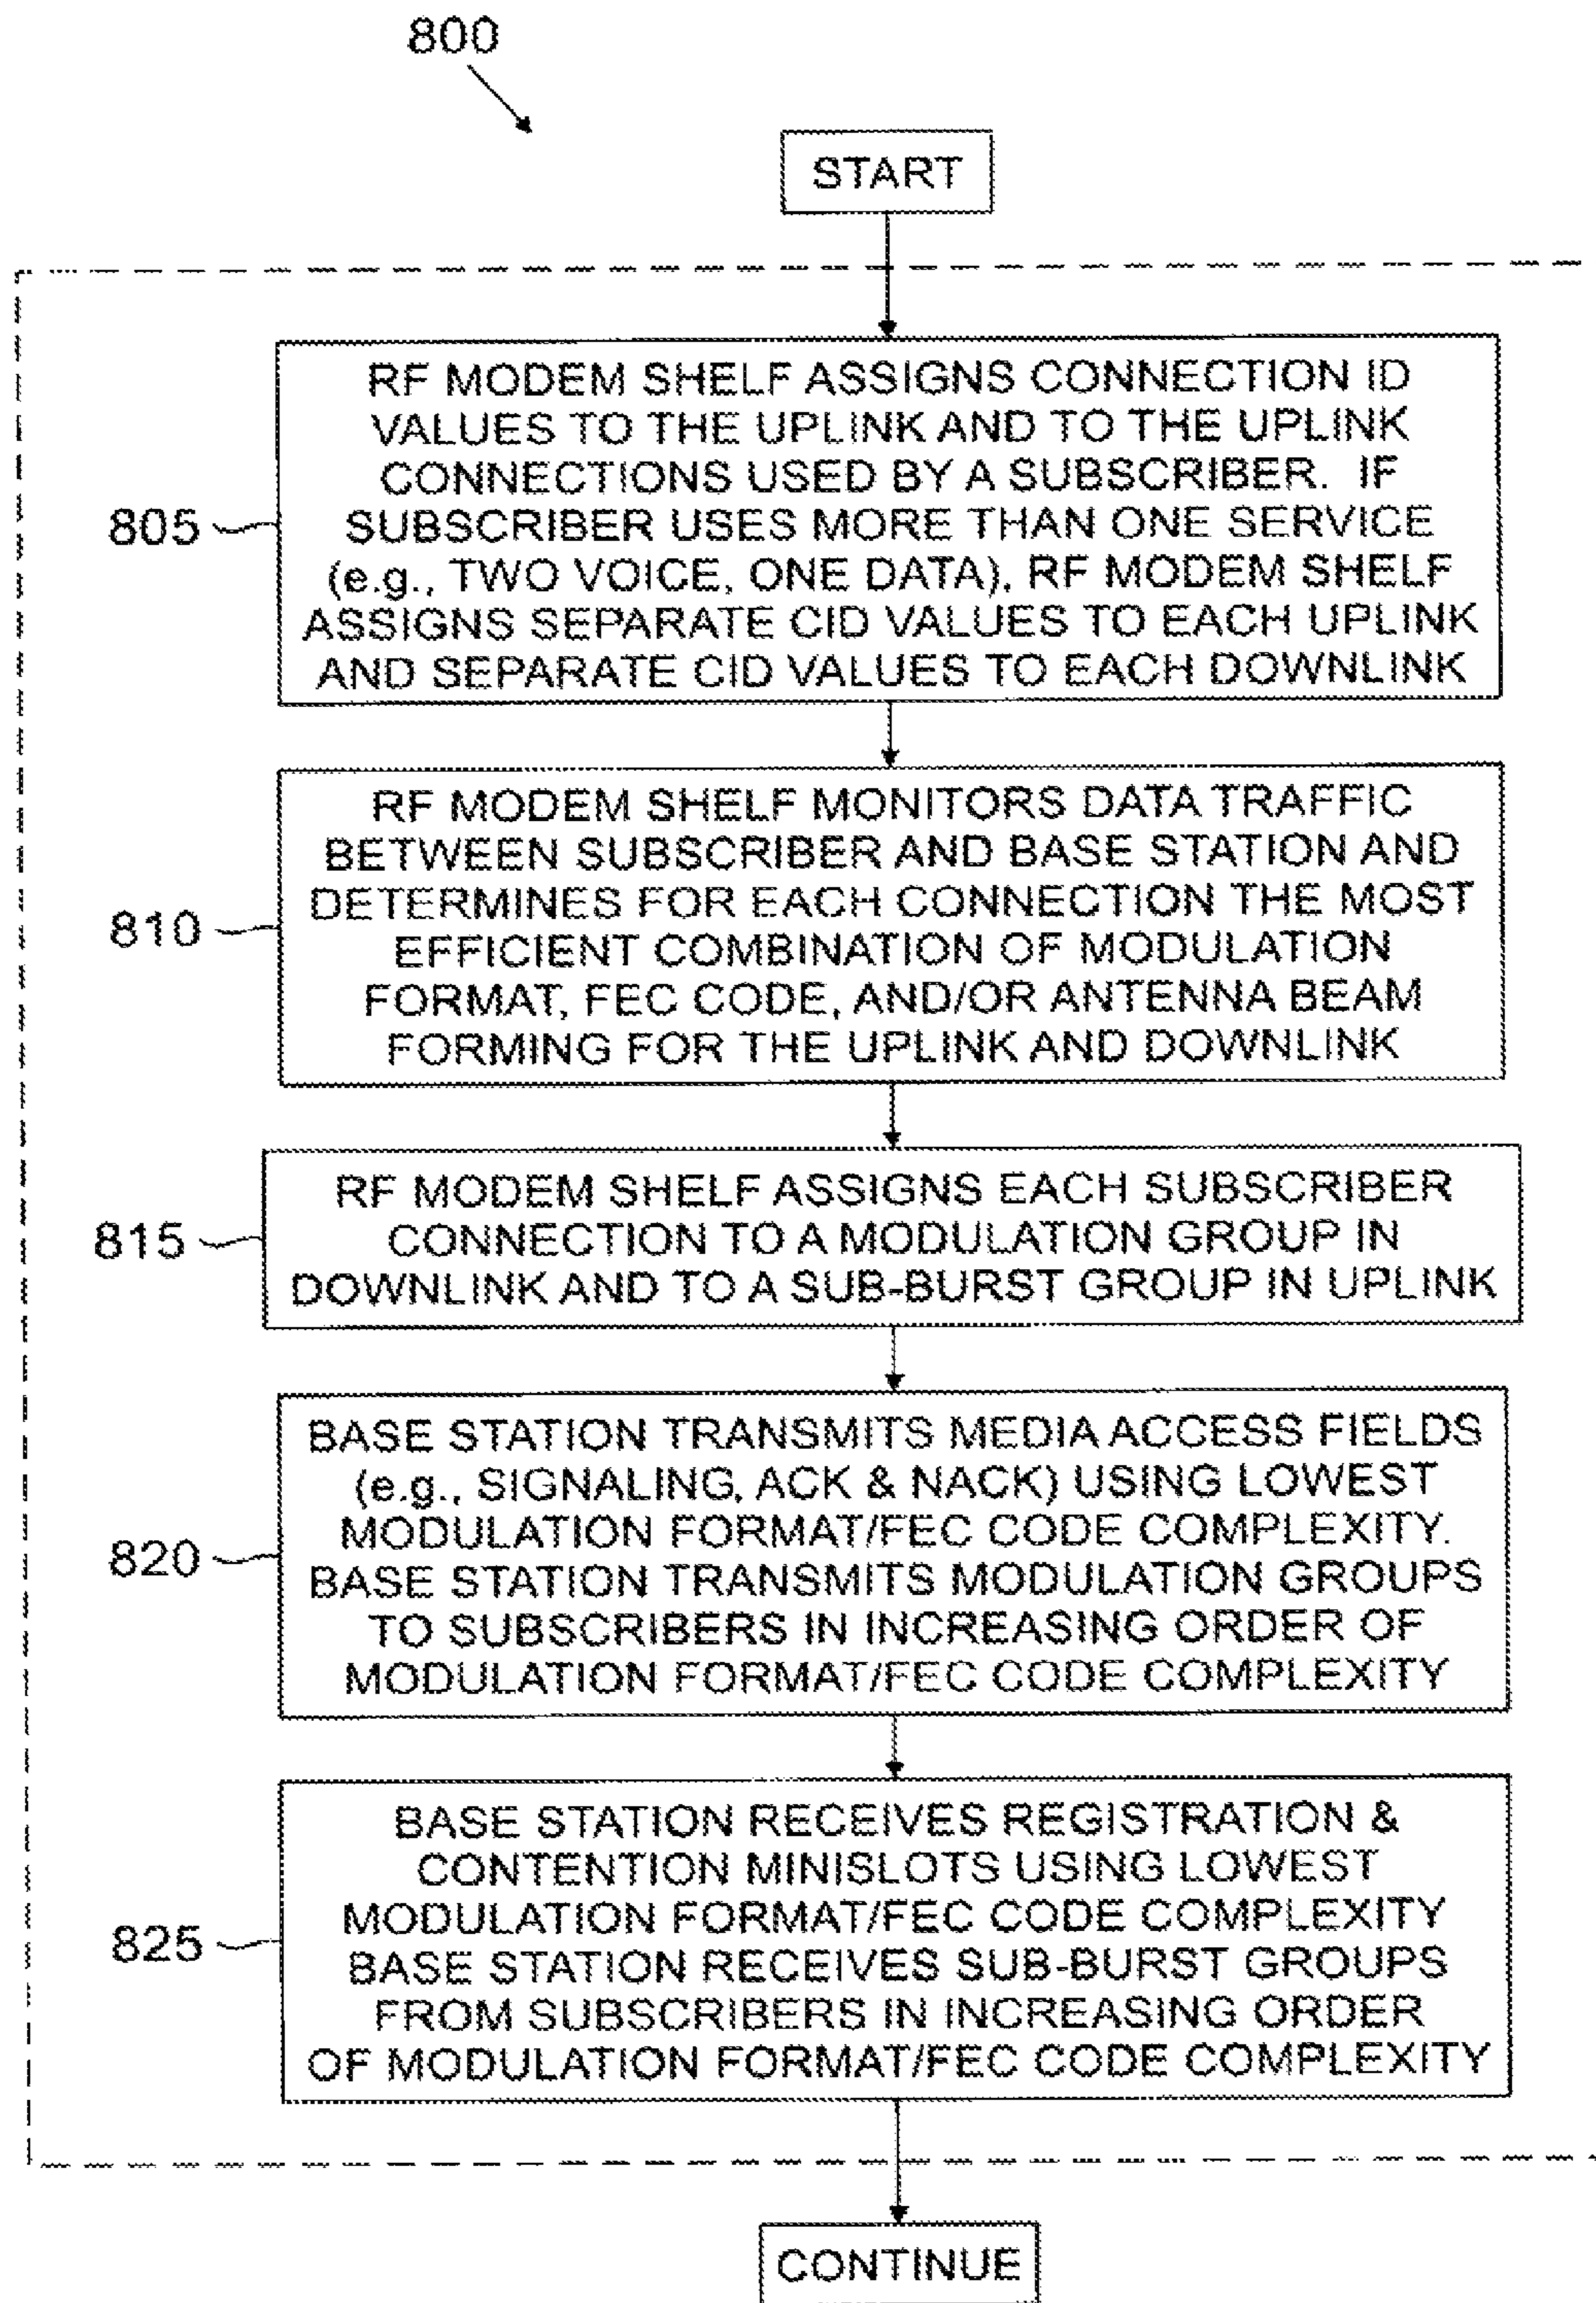 800
START
RF MODEM SHELF ASSIGNS CONNECTION ID
VALUES TO THE UPLINK AND TO THE UPLINK
CONNECTIONS USED BY A SUBSCRIBER. IF
SUBSCRIBER USES MORE THAN ONE SERVICE
(e.g., TWO VOICE, ONE DATA), RF MODEM SHELF
ASSIGNS SEPARATE CID VALUES TO EACH UPLINK
AND SEPARATE CID VALUES TO EACH DOWNLINK
805
RF MODEM SHELF MONITORS DATA TRAFFIC
BETWEEN SUBSCRIBER AND BASE STATION AND
DETERMINES FOR EACH CONNECTION THE MOST
EFFICIENT COMBINATION OF MODULATION
FORMAT, FEC CODE, AND/OR ANTENNA BEAM
FORMING FOR THE UPLINK AND DOWNLINK
810
RF MODEM SHELF ASSIGNS EACH SUBSCRIBER
CONNECTION TO A MODULATION GROUP IN
DOWNLINK AND TO A SUB-BURST GROUP IN UPLINK
815
BASE STATION TRANSMITS MEDIA ACCESS FIELDS
(e.g., SIGNALING, ACK & NACK) USING LOWEST
MODULATION FORMAT/FEC CODE COMPLEXITY.
BASE STATION TRANSMITS MODULATION GROUPS
TO SUBSCRIBERS IN INCREASING ORDER OF
MODULATION FORMAT/FEC CODE COMPLEXITY
820
BASE STATION RECEIVES REGISTRATION &
CONTENTION MINISLOTS USING LOWEST
MODULATION FORMAT/FEC CODE COMPLEXITY
BASE STATION RECEIVES SUB-BURST GROUPS
FROM SUBSCRIBERS IN INCREASING ORDER
OF MODULATION FORMAT/FEC CODE COMPLEXITY
825
CONTINUE